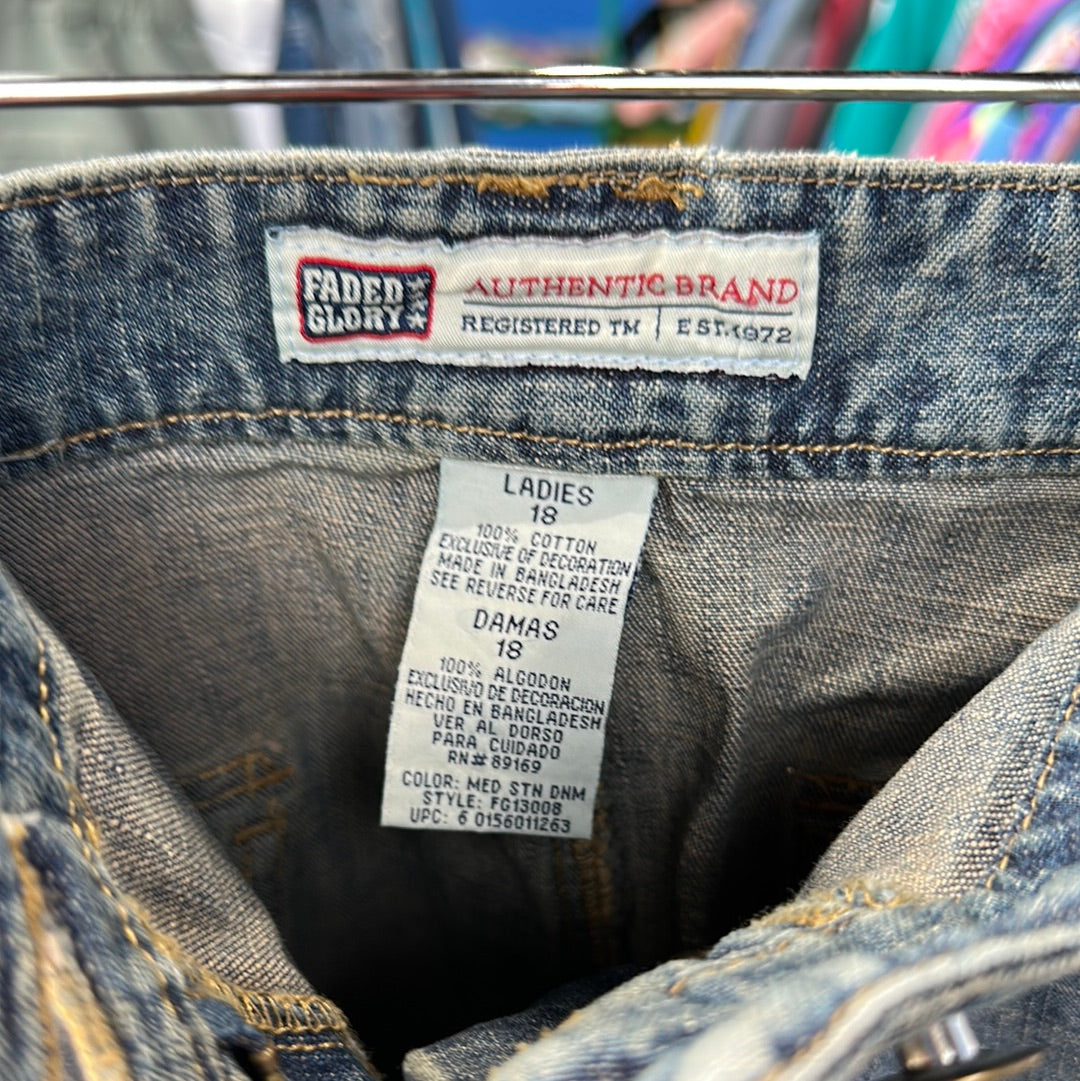 FADED
GLORY
AUTHENTIC BRAND
REGISTERED TM | EST. 1972
LADIES
18
100% COTTON
EXCLUSIVE OF DECORATION
MADE IN BANGLADESH
SEE REVERSE FOR CARE
DAMAS
18
100% ALGODON
EXCLUSIVO DE DECORACION
HECHO EN BANGLADESH
VER AL DORSO
PARA CUIDADO
RN# 89169
COLOR: MED STN DNM
STYLE: FG13008
UPC: 6 0156011263